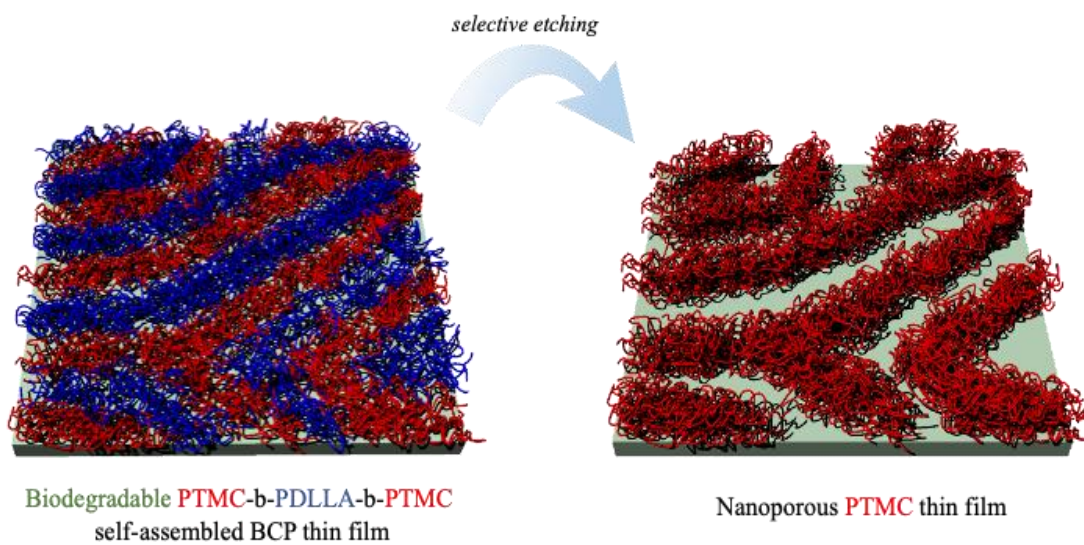 selective etching
Biodegradable PTMC-b-PDLLA-b-PTMC
self-assembled BCP thin film
Nanoporous PTMC thin film